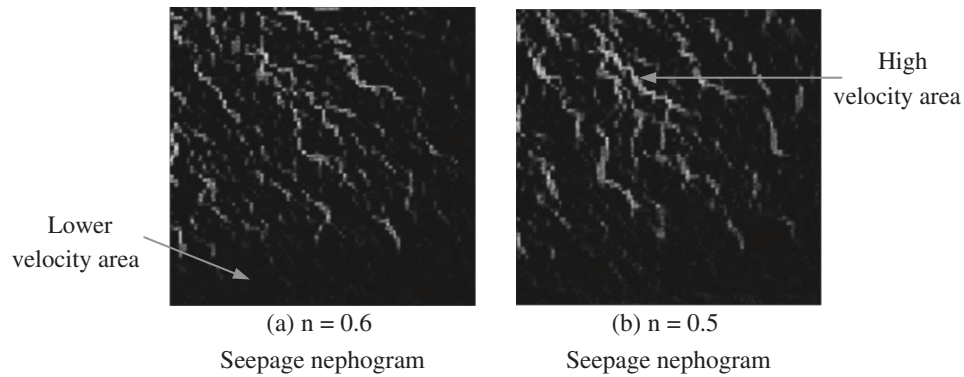 High
velocity area
Lower
velocity area
(a) n = 0.6
Seepage nephogram
(b) n = 0.5
Seepage nephogram